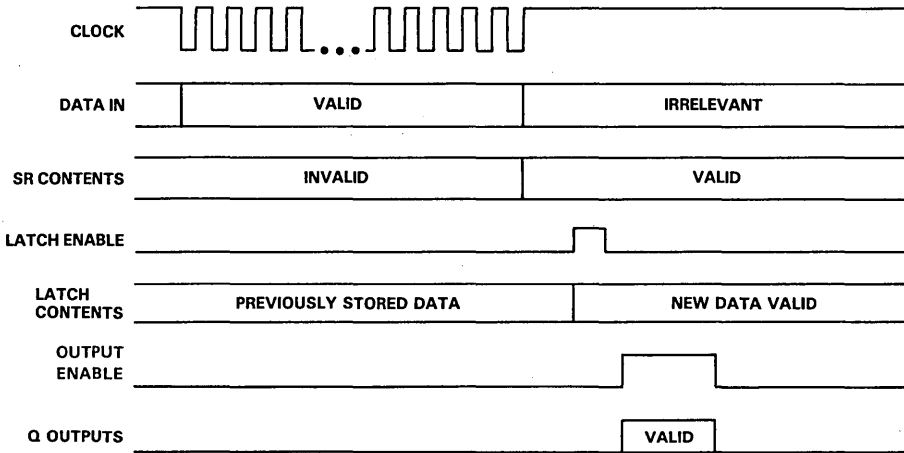 CLOCK
DATA IN
VALID
IRRELEVANT
SR CONTENTS
INVALID
VALID
LATCH ENABLE
LATCH
CONTENTS
PREVIOUSLY STORED DATA
NEW DATA VALID
OUTPUT
ENABLE
Q OUTPUTS
VALID